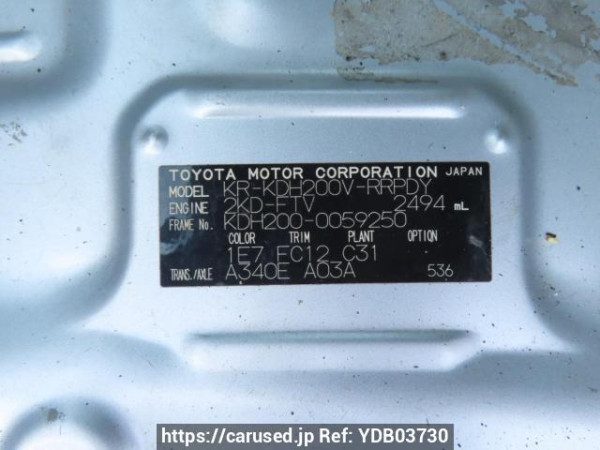 TOYOTA MOTOR CORPORATION JAPAN
MODEL KR-KDH200V-RRPDY
ENGINE 2KD-FTV 2494 mL
FRAME No. KDH200-0059250
COLOR TRIM PLANT OPTION
1E7 FC12 C31
TRANS./AXLE A340E A03A 536
https://carused.jp Ref: YDB03730